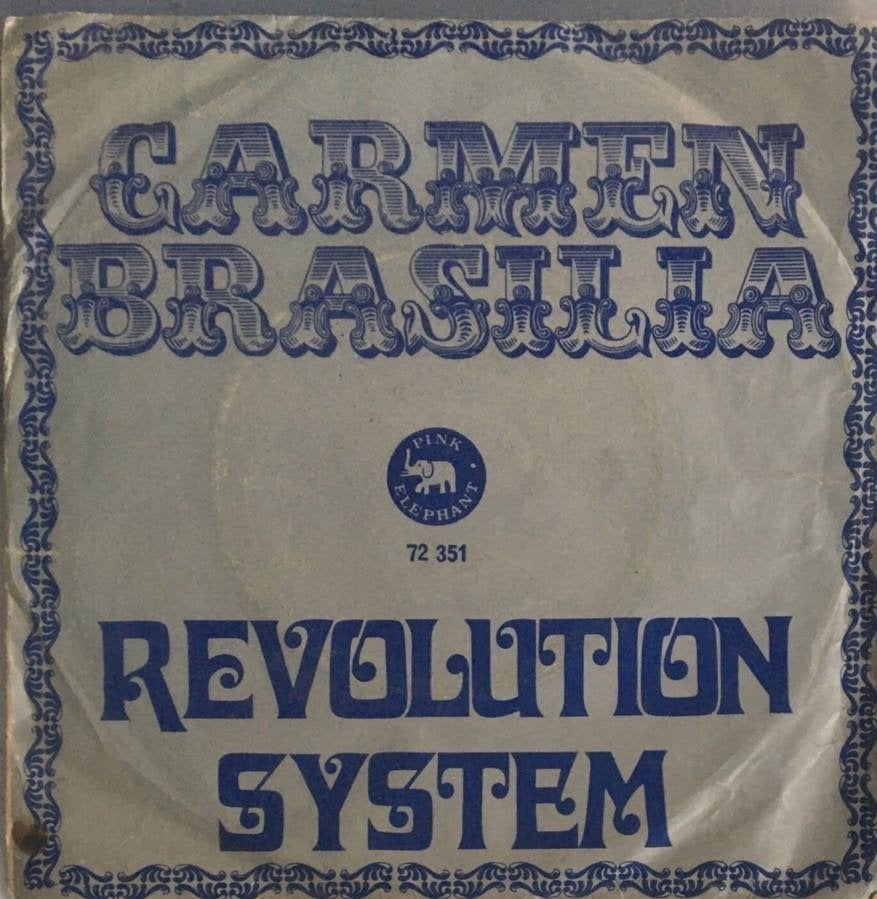 CARMEN
BRASILIA
PINK
ELEPHANT
72 351
REVOLUTION
SYSTEM